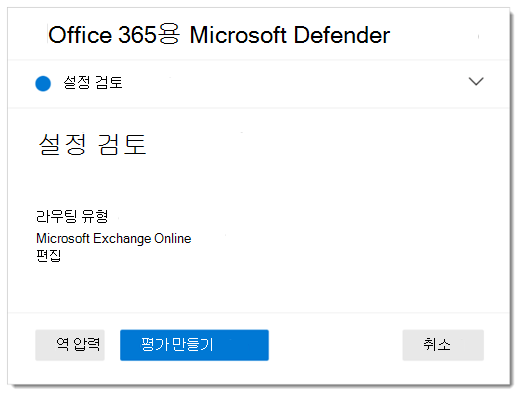 Office 365용 Microsoft Defender
설정 검토
설정 검토
라우팅 유형
Microsoft Exchange Online
편집
역 압력
평가 만들기
취소